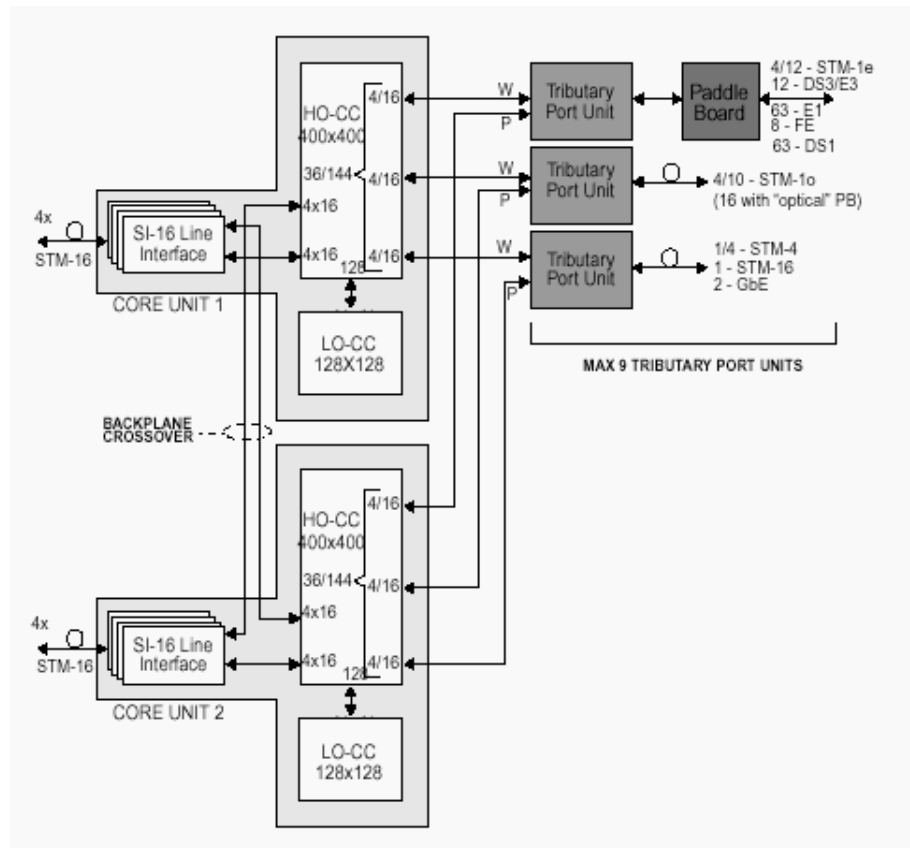 HO-CC
400x400
36/144
4/16
4/16
4/16
4x16
4x16
128
4x
STM-16
SI-16 Line
Interface
CORE UNIT 1
LO-CC
128X128
W
P
Tributary
Port Unit
Paddle
Board
4/12 - STM-1e
12 - DS3/E3
63 - E1
8 - FE
63 - DS1
W
P
Tributary
Port Unit
4/10 - STM-1o
(16 with "optical" PB)
W
P
Tributary
Port Unit
1/4 - STM-4
1 - STM-16
2 - GbE
MAX 9 TRIBUTARY PORT UNITS
BACKPLANE
CROSSOVER
HO-CC
400x400
36/144
4/16
4/16
4/16
4x16
4x16
128
4x
STM-16
SI-16 Line
Interface
CORE UNIT 2
LO-CC
128x128